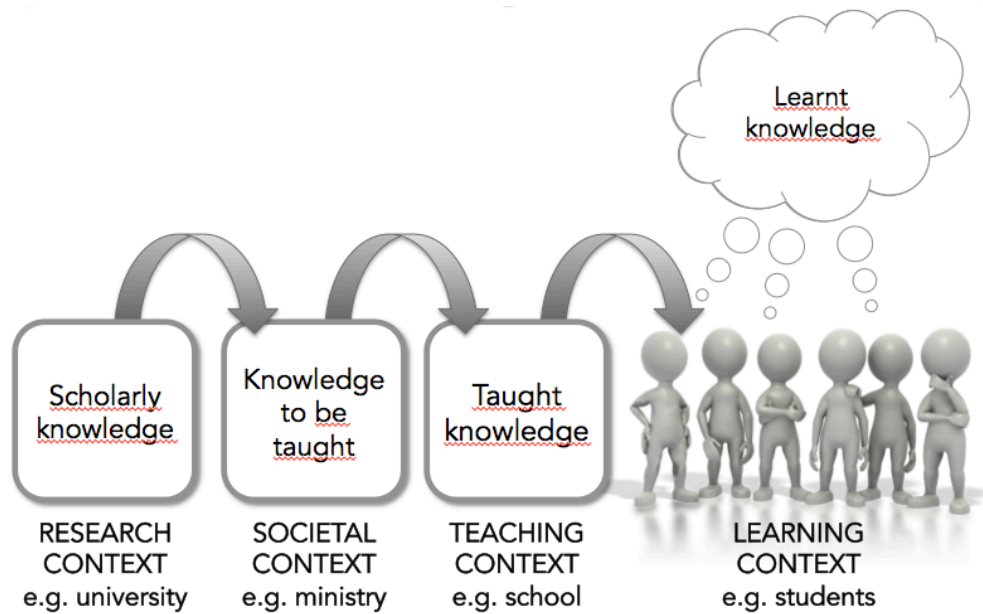 Learnt
knowledge
Scholarly
knowledge
Knowledge
to be
taught
Taught
knowledge
RESEARCH
CONTEXT
e.g. university
SOCIETAL
CONTEXT
e.g. ministry
TEACHING
CONTEXT
e.g. school
LEARNING
CONTEXT
e.g. students